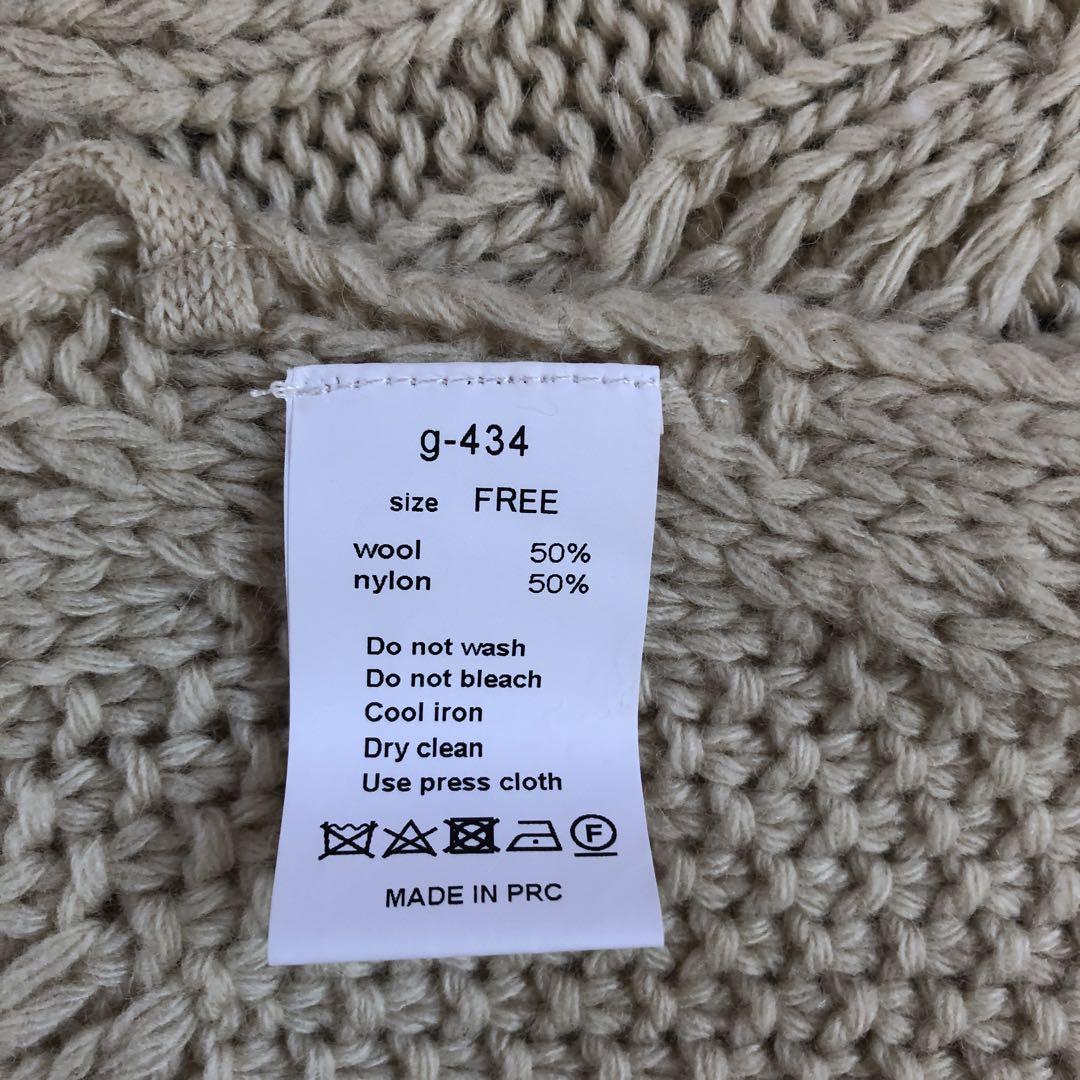 g-434
size FREE
wool 50%
nylon 50%
Do not wash
Do not bleach
Cool iron
Dry clean
Use press cloth
F
MADE IN PRC